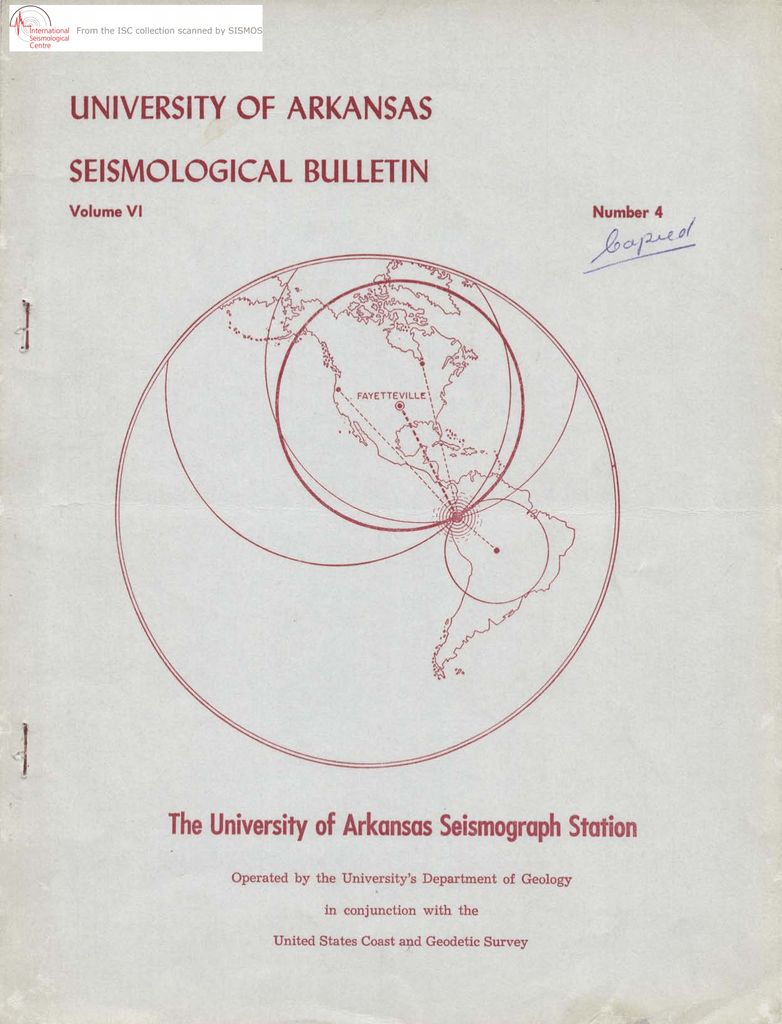 International
Seismological
Centre
From the ISC collection scanned by SISMOS
UNIVERSITY OF ARKANSAS
SEISMOLOGICAL BULLETIN
Volume VI
Number 4
Copied
FAYETTEVILLE
The University of Arkansas Seismograph Station
Operated by the University's Department of Geology
in conjunction with the
United States Coast and Geodetic Survey